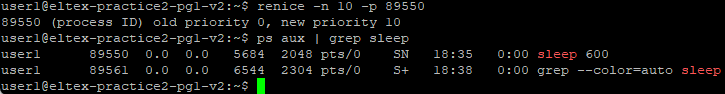 user1@eltex-practice2-pg1-v2:~$ renice -n 10 -p 89550
89550 (process ID) old priority 0, new priority 10
user1@eltex-practice2-pg1-v2:~$ ps aux | grep sleep
user1      89550  0.0  0.0   5684  2048 pts/0    SN   18:35   0:00 sleep 600
user1      89561  0.0  0.0   6544  2304 pts/0    S+   18:38   0:00 grep --color=auto sleep
user1@eltex-practice2-pg1-v2:~$